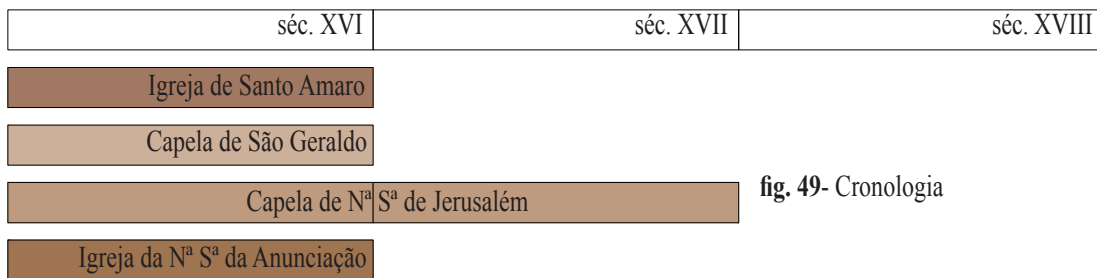 séc. XVI séc. XVII séc. XVIII
Igreja de Santo Amaro
Capela de São Geraldo
Capela de Nª Sª de Jerusalém
fig. 49- Cronologia
Igreja da Nª Sª da Anunciação